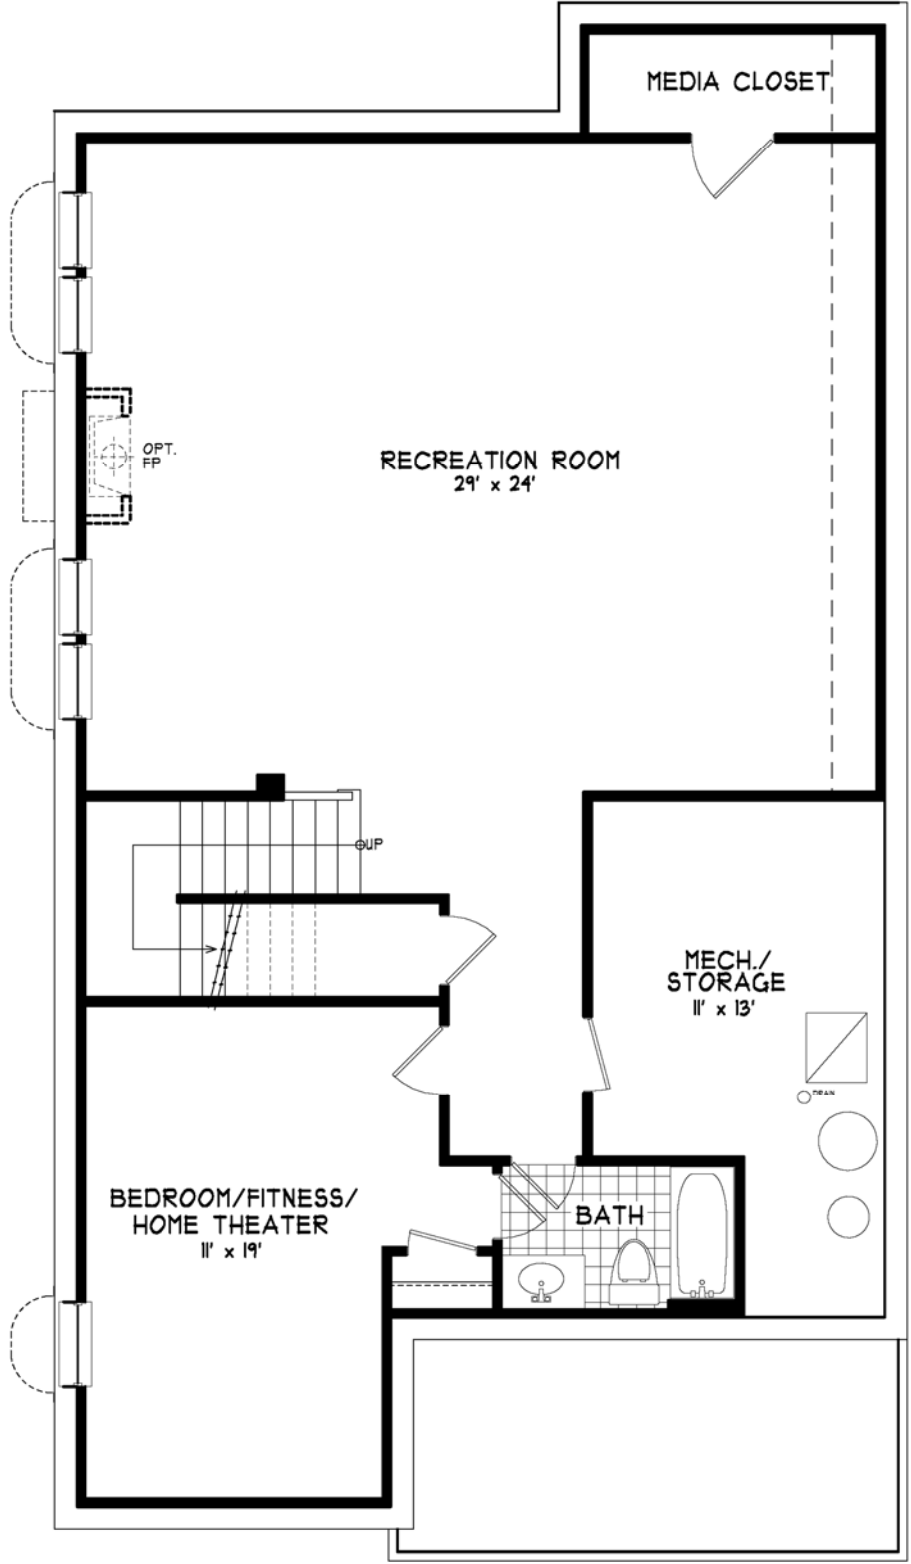 MEDIA CLOSET
OPT.
FP
RECREATION ROOM
29' x 24'
UP
MECH./
STORAGE
11' x 13'
DRAIN
BEDROOM/FITNESS/
HOME THEATER
11' x 19'
BATH